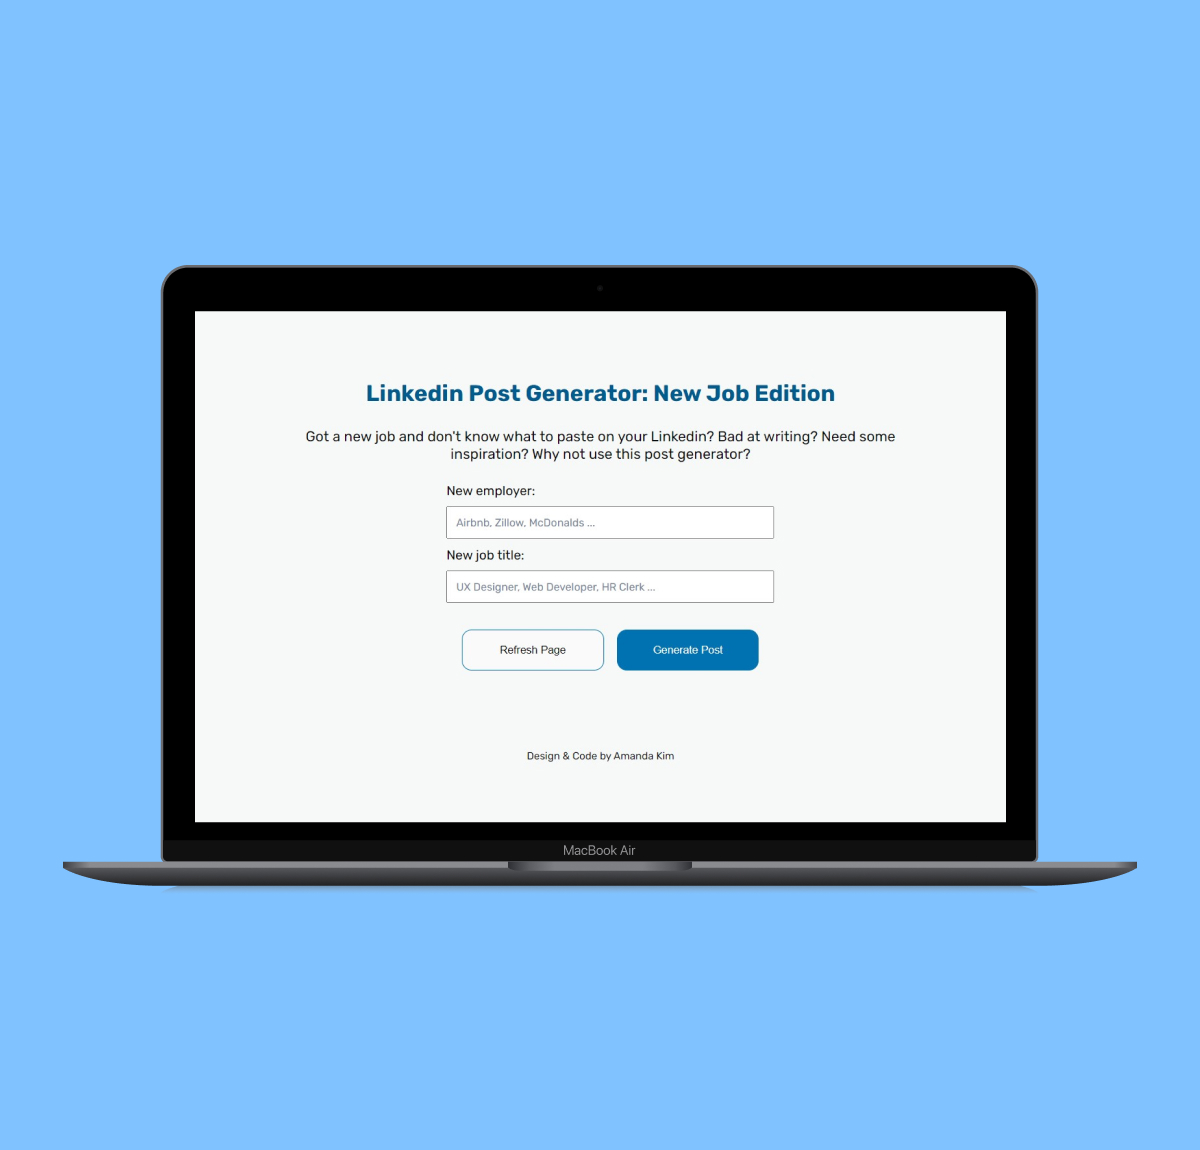 Linkedin Post Generator: New Job Edition
Got a new job and don't know what to paste on your Linkedin? Bad at writing? Need some
inspiration? Why not use this post generator?
New employer:
Airbnb, Zillow, McDonalds ...
New job title:
UX Designer, Web Developer, HR Clerk ...
Refresh Page
Generate Post
Design & Code by Amanda Kim
MacBook Air